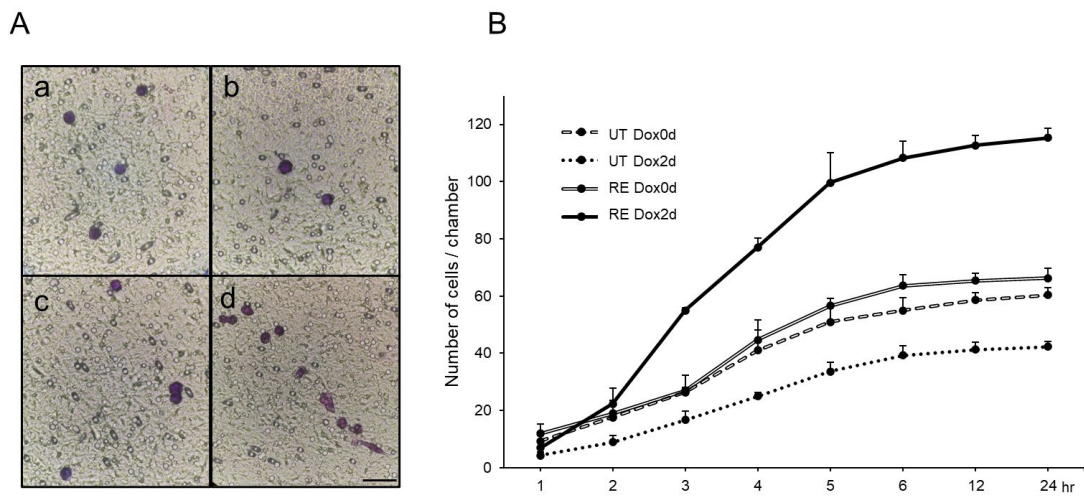 A
B
a
b
c
d
Number of cells / chamber
120
100
80
60
40
20
0
UT Dox0d
UT Dox2d
RE Dox0d
RE Dox2d
1 2 3 4 5 6 12 24 hr